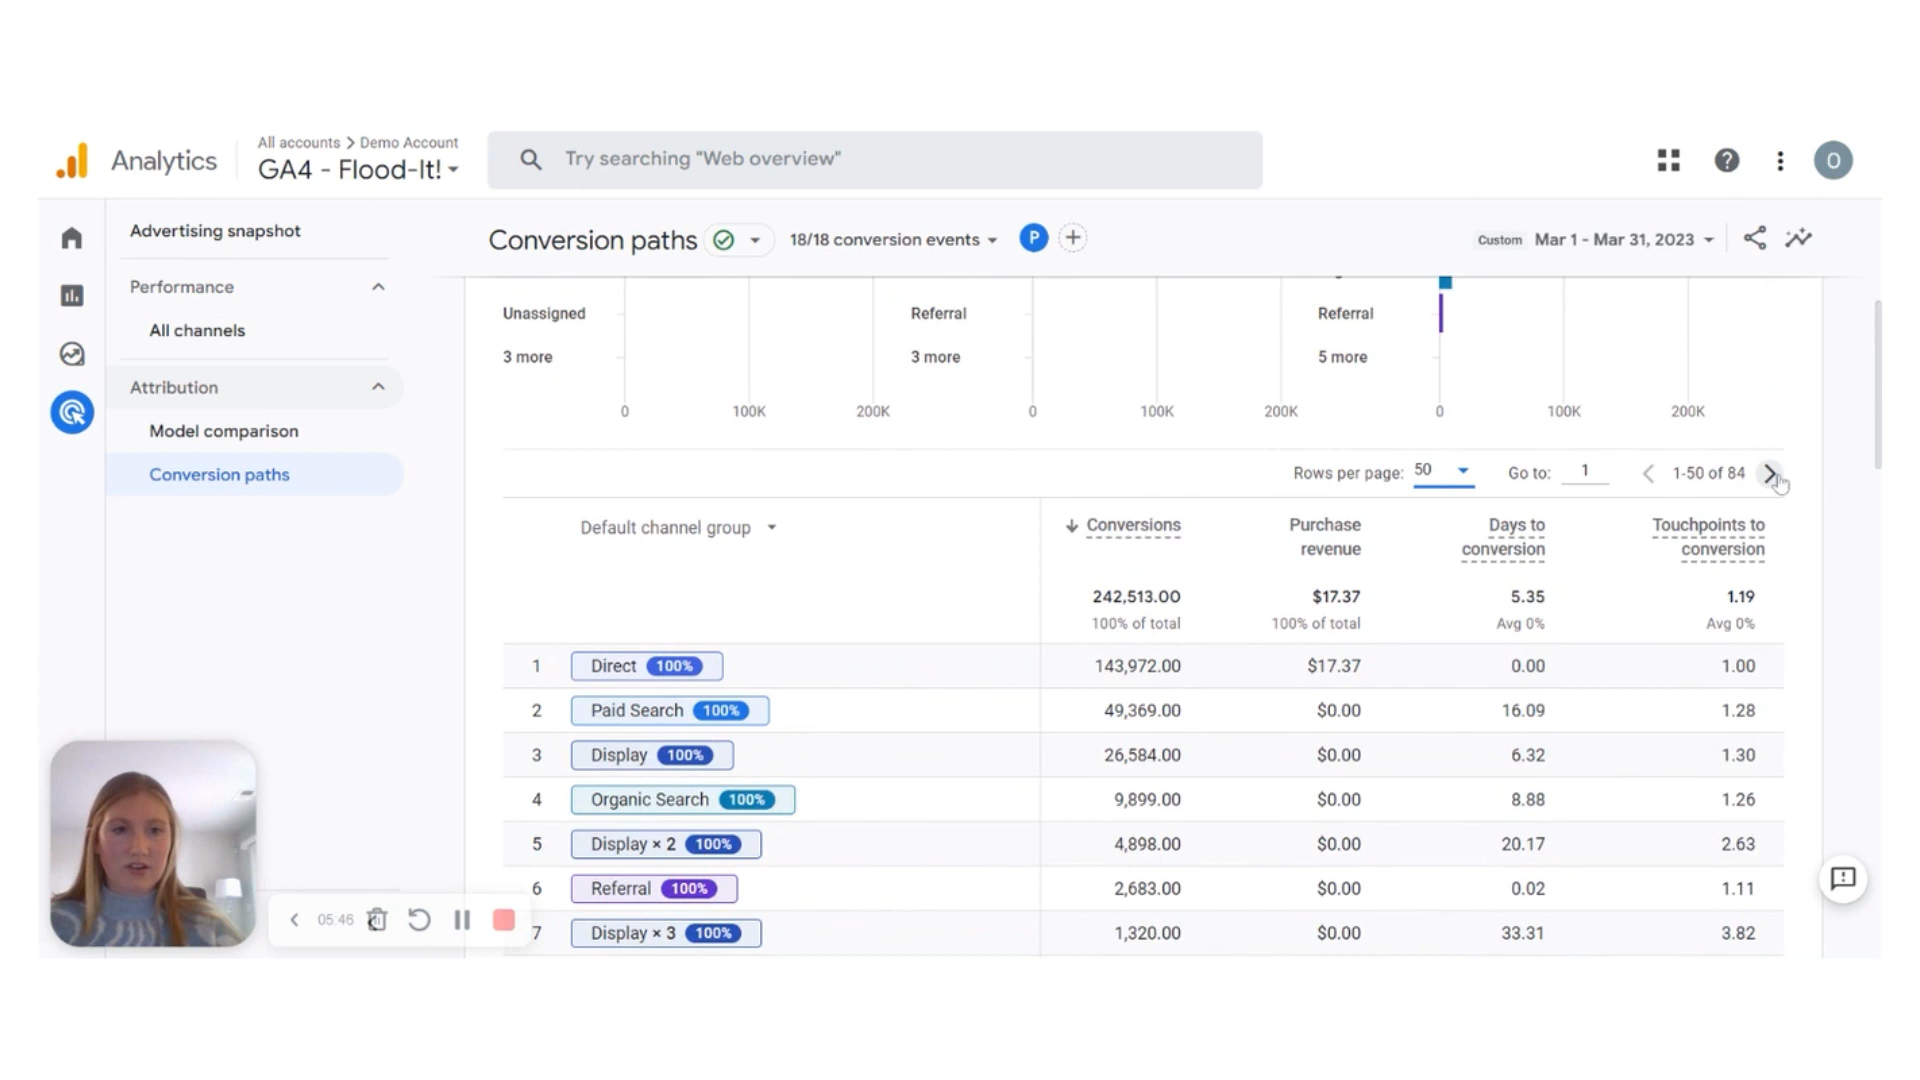 All accounts > Demo Account
Analytics
GA4 - Flood-It!
Try searching "Web overview"
O
Advertising snapshot
Performance
All channels
Attribution
Model comparison
Conversion paths
Conversion paths
18/18 conversion events
P
Custom Mar 1 - Mar 31, 2023
Unassigned
3 more
0 100K 200K
Referral
3 more
0 100K 200K
Referral
5 more
0 100K 200K
Rows per page: 50 Go to: 1 1-50 of 84
Default channel group Conversions Purchase revenue Days to conversion Touchpoints to conversion
242,513.00 $17.37 5.35 1.19
100% of total 100% of total Avg 0% Avg 0%
1 Direct 100% 143,972.00 $17.37 0.00 1.00
2 Paid Search 100% 49,369.00 $0.00 16.09 1.28
3 Display 100% 26,584.00 $0.00 6.32 1.30
4 Organic Search 100% 9,899.00 $0.00 8.88 1.26
5 Display × 2 100% 4,898.00 $0.00 20.17 2.63
6 Referral 100% 2,683.00 $0.00 0.02 1.11
7 Display × 3 100% 1,320.00 $0.00 33.31 3.82
05:46